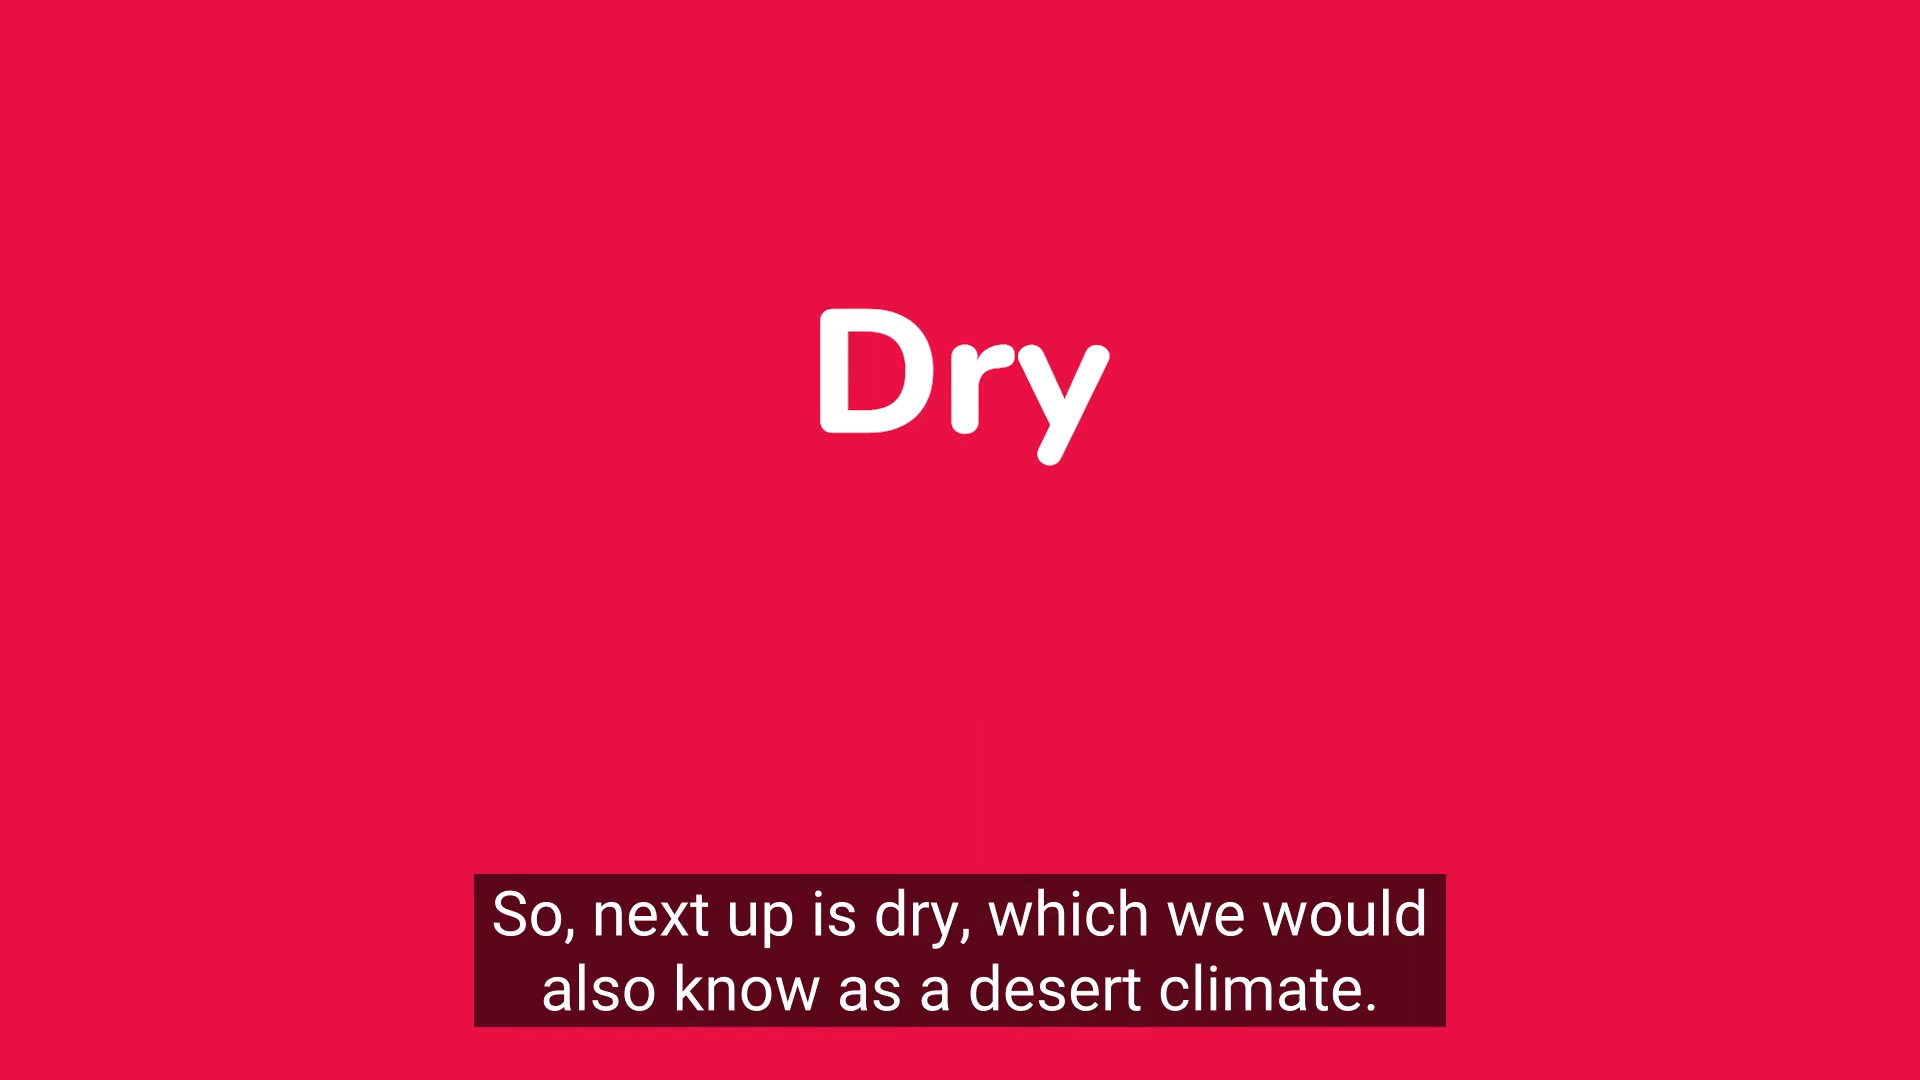 Dry
So, next up is dry, which we would
also know as a desert climate.